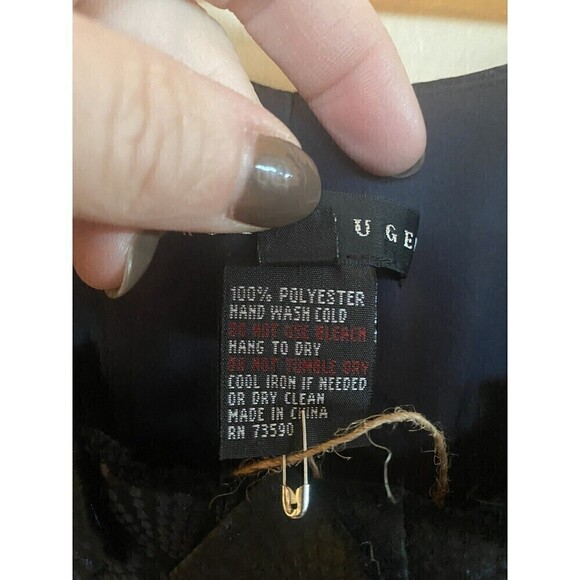 U GE
100% POLYESTER
HAND WASH COLD
DO NOT USE BLEACH
HANG TO DRY
DO NOT TUMBLE DRY
COOL IRON IF NEEDED
OR DRY CLEAN
MADE IN CHINA
RN 73590